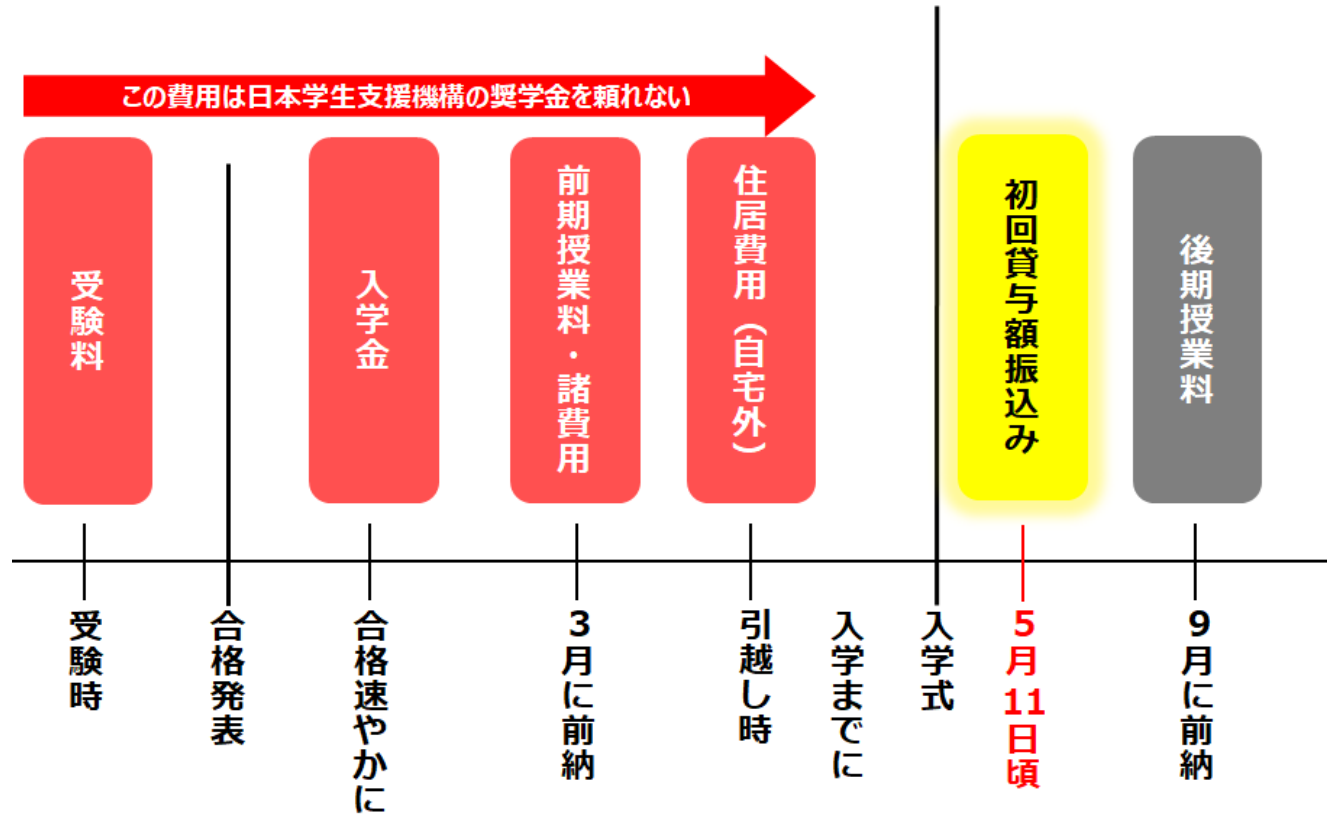 この費用は日本学生支援機構の奨学金を頼れない
受験料
入学金
前期授業料・諸費用
住居費用（自宅外）
初回貸与額振込み
後期授業料
受験時
合格発表
合格速やかに
3月に前納
引越し時
入学までに
入学式
5月11日頃
9月に前納